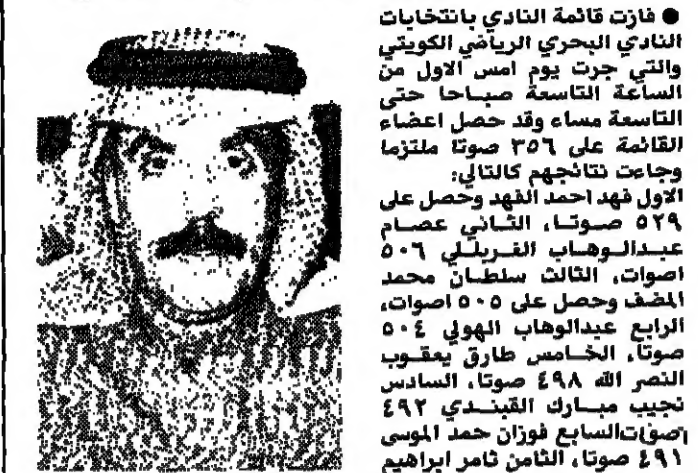 ● فازت قائمة النادي بانتخابات
النادي البحري الرياضي الكويتي
والتي جرت يوم امس الاول من
الساعة التاسعة صباحا حتى
التاسعة مساء وقد حصل اعضاء
القائمة على ٣٥٦ صوتا ملتزما
وجاءت نتائجهم كالتالي:
الاول فهد احمد الفهد وحصل على
٥٢٩ صوتا، الثاني عصام
عبدالوهاب الغربللي ٥٠٦
اصوات، الثالث سلطان محمد
المضف وحصل على ٥٠٥ اصوات،
الرابع عبدالوهاب الهولي ٥٠٤
صوتا، الخامس طارق يعقوب
النصر الله ٤٩٨ صوتا، السادس
نجيب مبارك القبندي ٤٩٢
اصوات السابع فوزان حمد الموسى
٤٩١ صوتا، الثامن ثامر ابراهيم